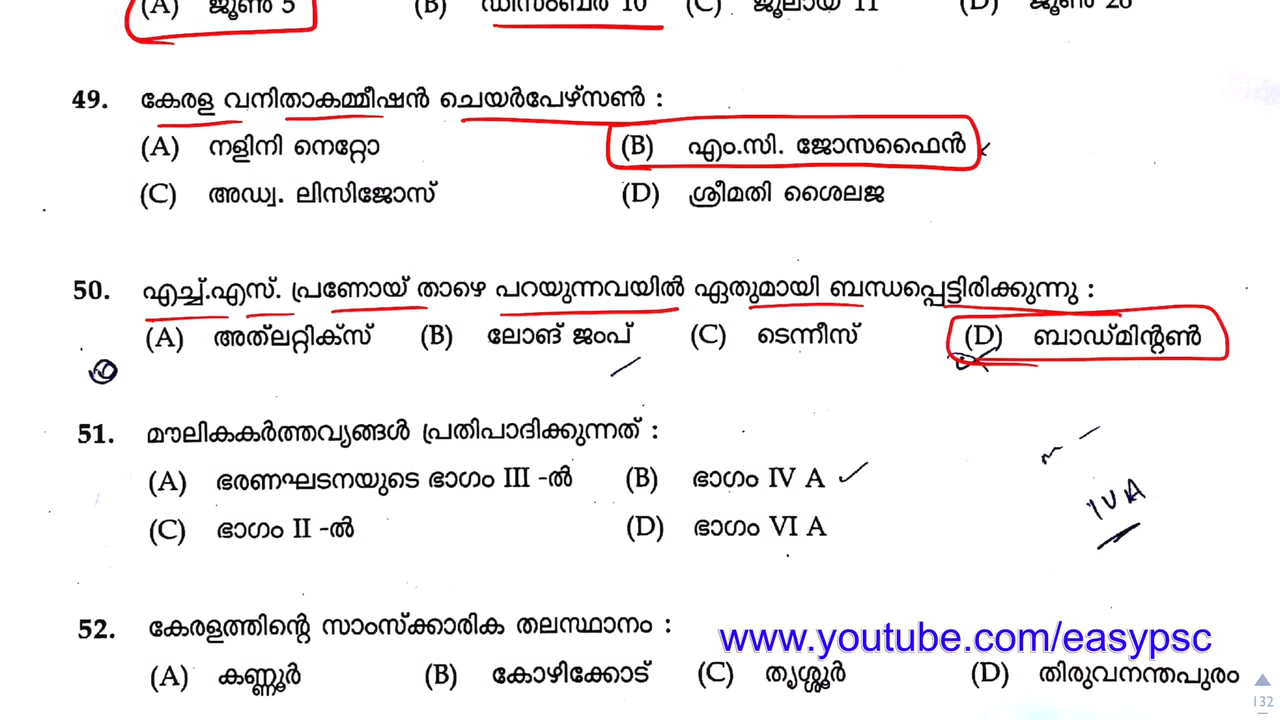 (A) ജൂൺ 5 (B) ഡിസംബർ 10 (C) ജൂലായ് 11 (D) ജൂൺ 26
49. കേരള വനിതാകമ്മീഷൻ ചെയർപേഴ്സൺ :
(A) നളിനി നെറ്റോ (B) എം.സി. ജോസഫൈൻ
(C) അഡ്വ. ലിസിജോസ് (D) ശ്രീമതി ശൈലജ
50. എച്ച്.എസ്. പ്രണോയ് താഴെ പറയുന്നവയിൽ ഏതുമായി ബന്ധപ്പെട്ടിരിക്കുന്നു :
(A) അത്‌ലറ്റിക്സ് (B) ലോങ് ജംപ് (C) ടെന്നീസ് (D) ബാഡ്മിന്റൺ
51. മൗലികകർത്തവ്യങ്ങൾ പ്രതിപാദിക്കുന്നത് :
(A) ഭരണഘടനയുടെ ഭാഗം III -ൽ (B) ഭാഗം IV A
IVA
(C) ഭാഗം II -ൽ (D) ഭാഗം VI A
52. കേരളത്തിന്റെ സാംസ്ക്കാരിക തലസ്ഥാനം :
www.youtube.com/easypsc
(A) കണ്ണൂർ (B) കോഴിക്കോട് (C) തൃശ്ശൂർ (D) തിരുവനന്തപുരം
132